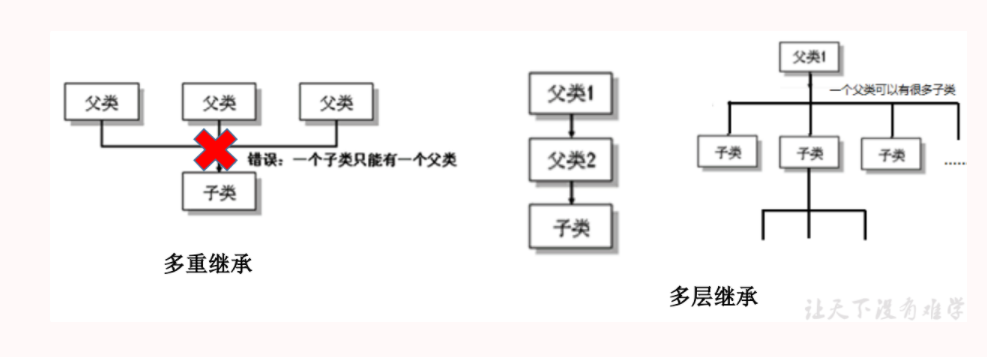 父类 父类 父类
错误：一个子类只能有一个父类
子类
多重继承
父类1
父类2
子类
父类1
一个父类可以有很多子类
子类 子类 子类 ......
多层继承
让天下没有难学